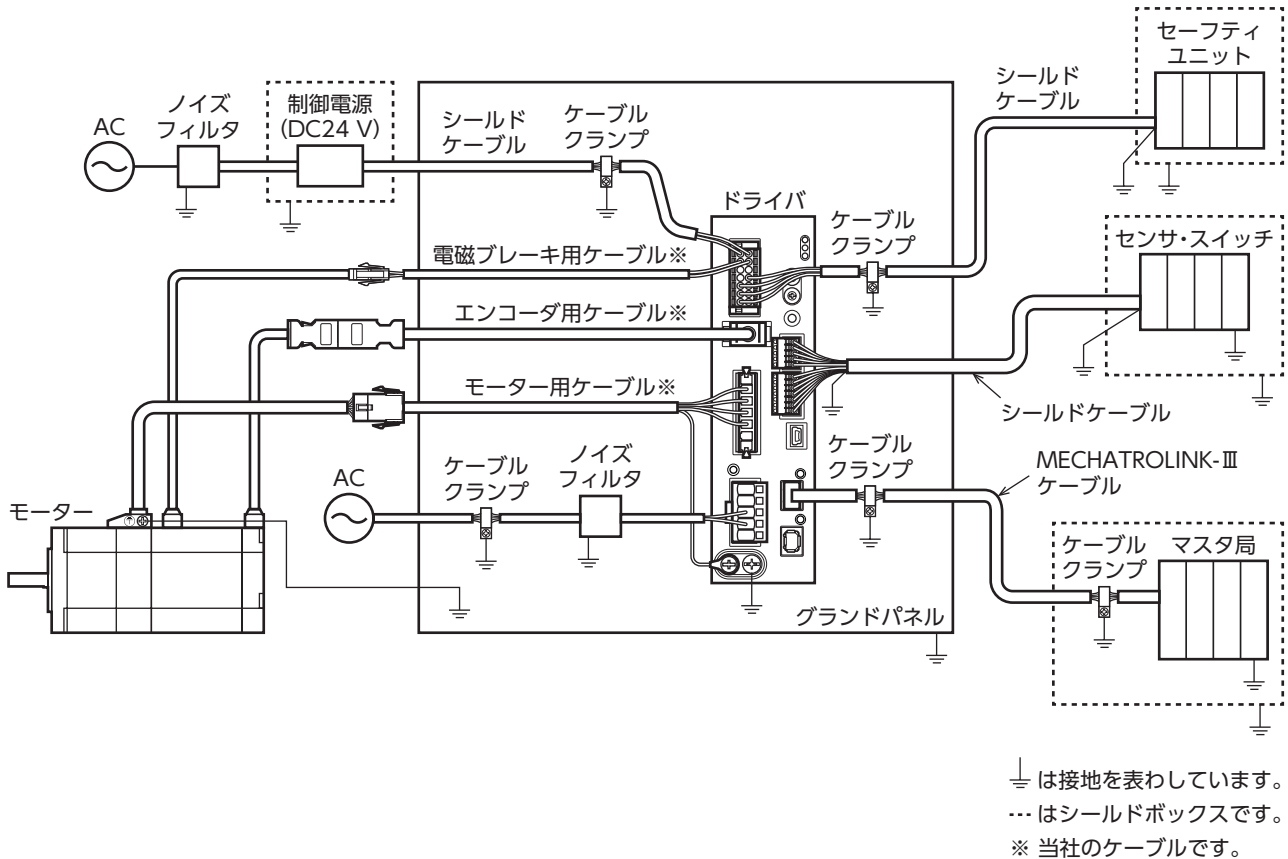 セーフティ
ユニット
シールド
ケーブル
ノイズ
フィルタ
制御電源
(DC24 V)
AC
シールド
ケーブル
ケーブル
クランプ
ドライバ
ケーブル
クランプ
センサ・スイッチ
電磁ブレーキ用ケーブル※
エンコーダ用ケーブル※
モーター用ケーブル※
シールドケーブル
AC
ケーブル
クランプ
ノイズ
フィルタ
ケーブル
クランプ
MECHATROLINK-Ⅲ
ケーブル
モーター
ケーブル
クランプ
マスタ局
グランドパネル
は接地を表わしています。
--- はシールドボックスです。
※ 当社のケーブルです。